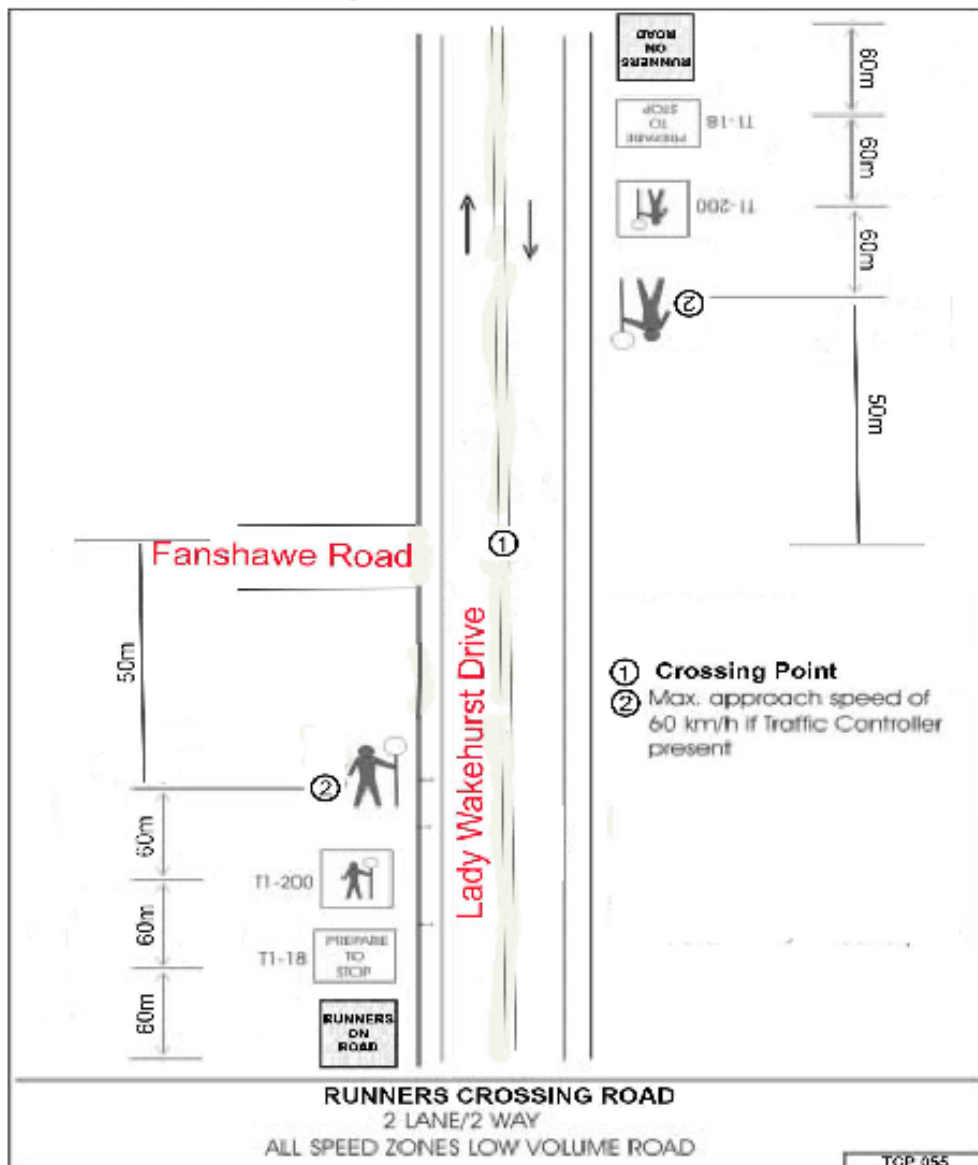 RUNNERS
ON
ROAD
60m
PREPARE
TO
STOP
T1-18
60m
T1-200
60m
2
50m
Fanshawe Road
1
Lady Wakehurst Drive
50m
1 Crossing Point
2 Max. approach speed of
60 km/h if Traffic Controller
present
2
60m
T1-200
60m
T1-18
PREPARE
TO
STOP
60m
RUNNERS
ON
ROAD
RUNNERS CROSSING ROAD
2 LANE/2 WAY
ALL SPEED ZONES LOW VOLUME ROAD
TCP 055